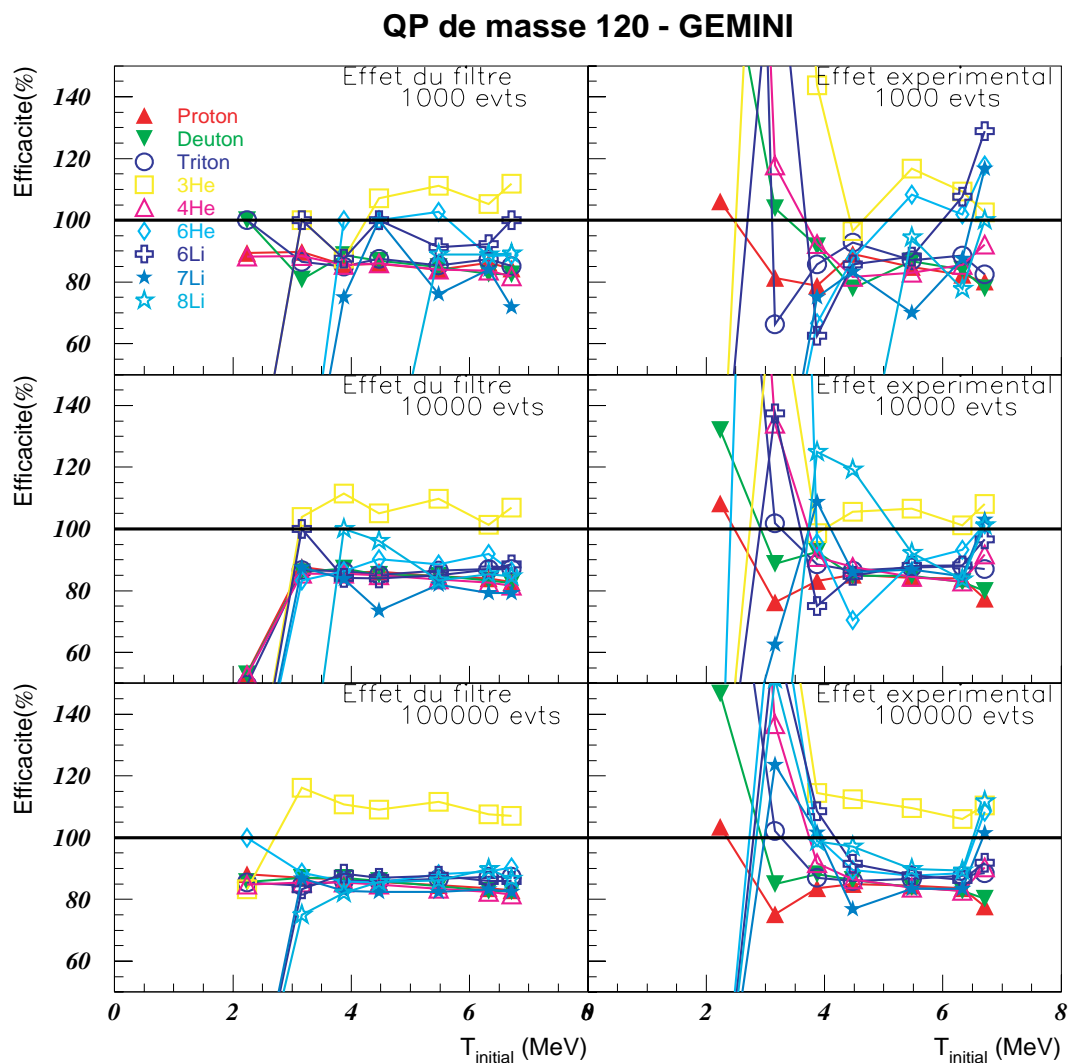 QP de masse 120 - GEMINI
Efficacite(%)
Effet du filtre
1000 evts
Effet experimental
1000 evts
140
120
100
80
60
Proton
Deuton
Triton
3He
4He
6He
6Li
7Li
8Li
Efficacite(%)
Effet du filtre
10000 evts
Effet experimental
10000 evts
140
120
100
80
60
Efficacite(%)
Effet du filtre
100000 evts
Effet experimental
100000 evts
140
120
100
80
60
0 2 4 6 8
0 2 4 6 8
T_initial (MeV)
T_initial (MeV)